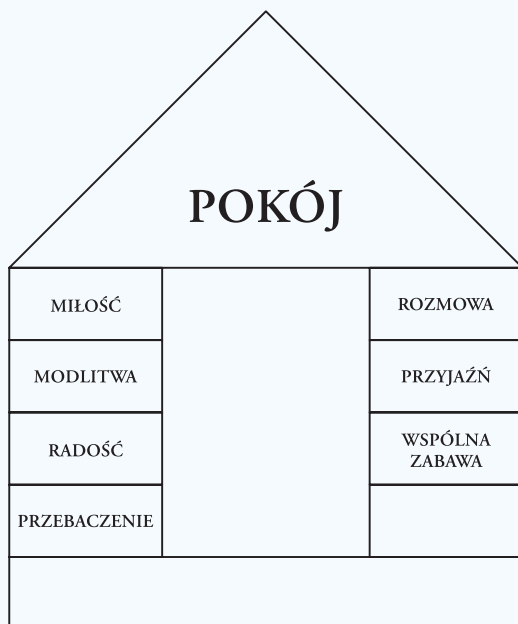 POKÓJ
MIŁOŚĆ
MODLITWA
RADOŚĆ
PRZEBACZENIE
ROZMOWA
PRZYJAŹŃ
WSPÓLNA
ZABAWA